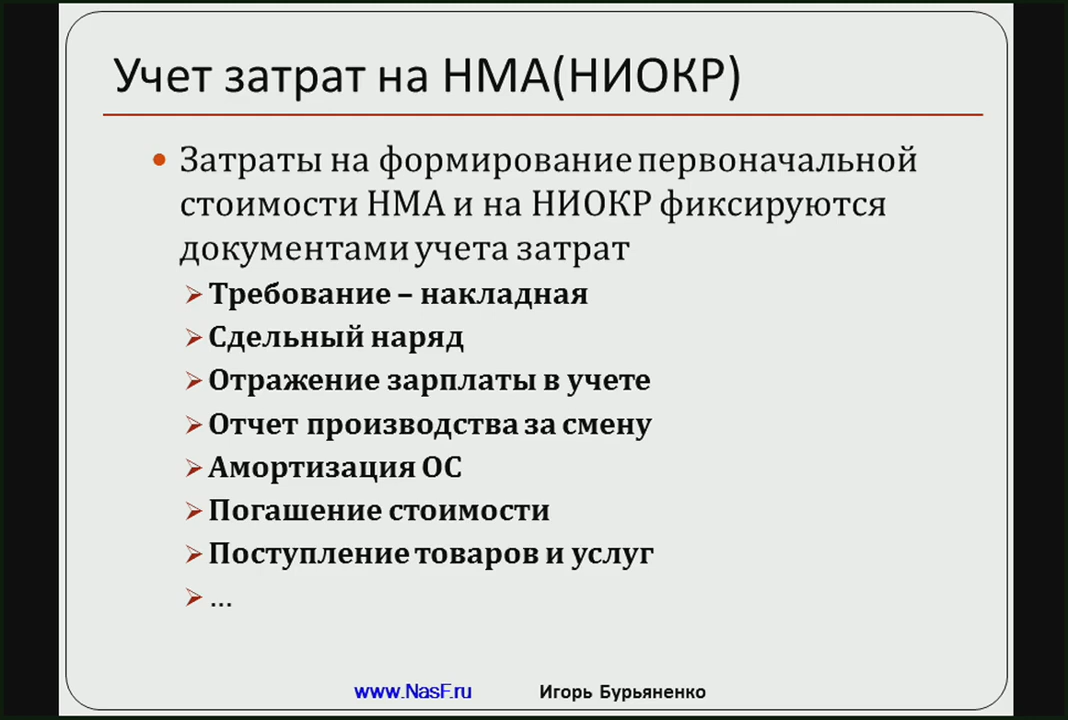 Учет затрат на НМА(НИОКР)
Затраты на формирование первоначальной
стоимости НМА и на НИОКР фиксируются
документами учета затрат
Требование – накладная
Сдельный наряд
Отражение зарплаты в учете
Отчет производства за смену
Амортизация ОС
Погашение стоимости
Поступление товаров и услуг
...
www.NasF.ru Игорь Бурьяненко